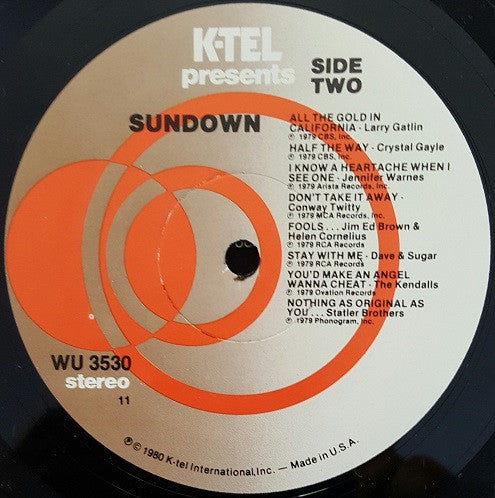 K-TEL
presents
SIDE
TWO
SUNDOWN
ALL THE GOLD IN
CALIFORNIA - Larry Gatlin
℗ 1979 CBS, Inc.
HALF THE WAY - Crystal Gayle
℗ 1979 CBS, Inc.
I KNOW A HEARTACHE WHEN I
SEE ONE - Jennifer Warnes
℗ 1979 Arista Records, Inc.
DON'T TAKE IT AWAY -
Conway Twitty
℗ 1979 MCA Records, Inc.
FOOLS... Jim Ed Brown &
Helen Cornelius
℗ 1979 RCA Records
STAY WITH ME - Dave & Sugar
℗ 1979 RCA Records
YOU'D MAKE AN ANGEL
WANNA CHEAT - The Kendalls
℗ 1979 Ovation Records
NOTHING AS ORIGINAL AS
YOU... Statler Brothers
℗ 1979 Phonogram, Inc.
WU 3530
stereo
11
℗ © 1980 K-tel International, Inc. — Made in U.S.A.